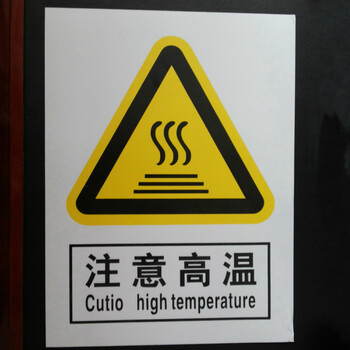 注意高温
Cutio high temperature